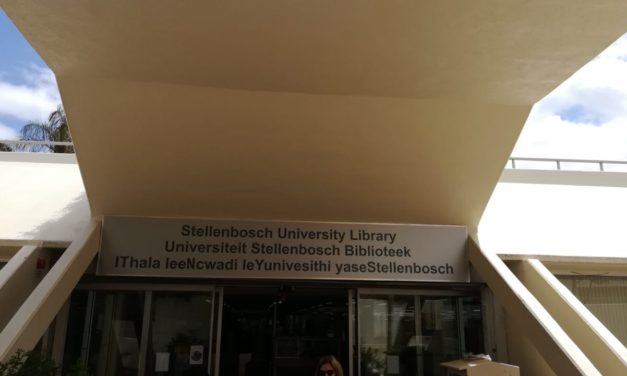 Stellenbosch University Library
Universiteit Stellenbosch Biblioteek
IThala leeNcwadi leYunivesithi yaseStellenbosch